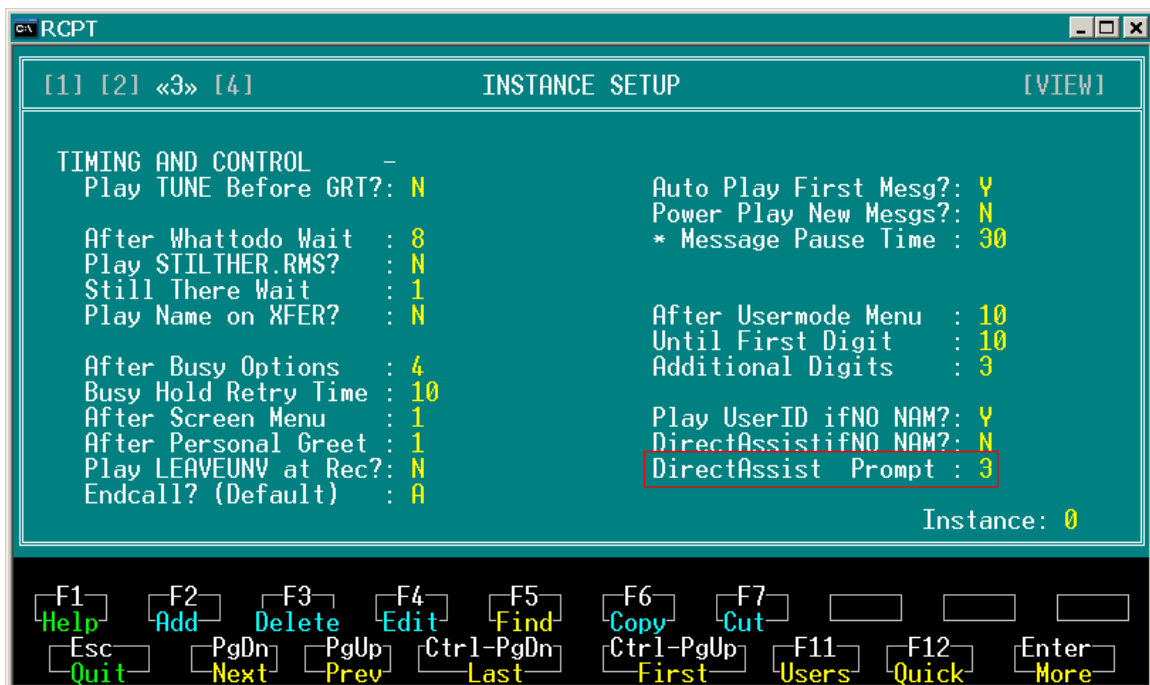 RCPT
[1] [2] «3» [4] INSTANCE SETUP [VIEW]
TIMING AND CONTROL –
Play TUNE Before GRT?: N Auto Play First Mesg?: Y
Power Play New Mesgs?: N
After Whattodo Wait : 8 * Message Pause Time : 30
Play STILTHER.RMS? : N
Still There Wait : 1
Play Name on XFER? : N After Usermode Menu : 10
Until First Digit : 10
After Busy Options : 4 Additional Digits : 3
Busy Hold Retry Time : 10
After Screen Menu : 1 Play UserID ifNO NAM?: Y
After Personal Greet : 1 DirectAssistifNO NAM?: N
Play LEAVEUNV at Rec?: N DirectAssist Prompt : 3
Endcall? (Default) : A
Instance: 0
F1 F2 F3 F4 F5 F6 F7
Help Add Delete Edit Find Copy Cut
Esc PgDn PgUp Ctrl-PgDn Ctrl-PgUp F11 F12 Enter
Quit Next Prev Last First Users Quick More